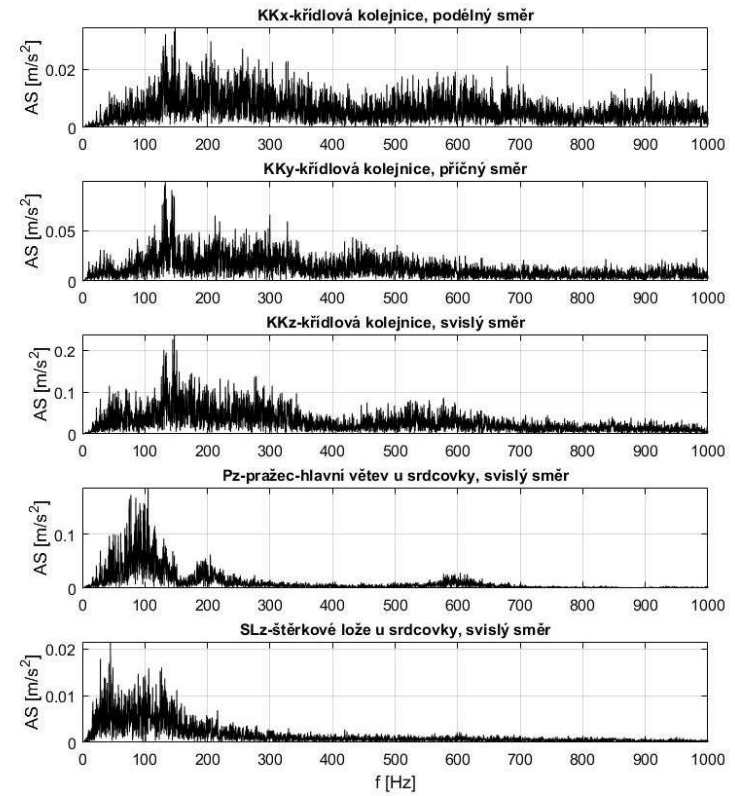 KKx-křídlová kolejnice, podélný směr
AS [m/s²]
0.02
0
0 100 200 300 400 500 600 700 800 900 1000
KKy-křídlová kolejnice, příčný směr
AS [m/s²]
0.05
0
0 100 200 300 400 500 600 700 800 900 1000
KKz-křídlová kolejnice, svislý směr
AS [m/s²]
0.2
0.1
0
0 100 200 300 400 500 600 700 800 900 1000
Pz-pražec-hlavní větev u srdcovky, svislý směr
AS [m/s²]
0.1
0
0 100 200 300 400 500 600 700 800 900 1000
SLz-štěrkové lože u srdcovky, svislý směr
AS [m/s²]
0.02
0.01
0
0 100 200 300 400 500 600 700 800 900 1000
f [Hz]